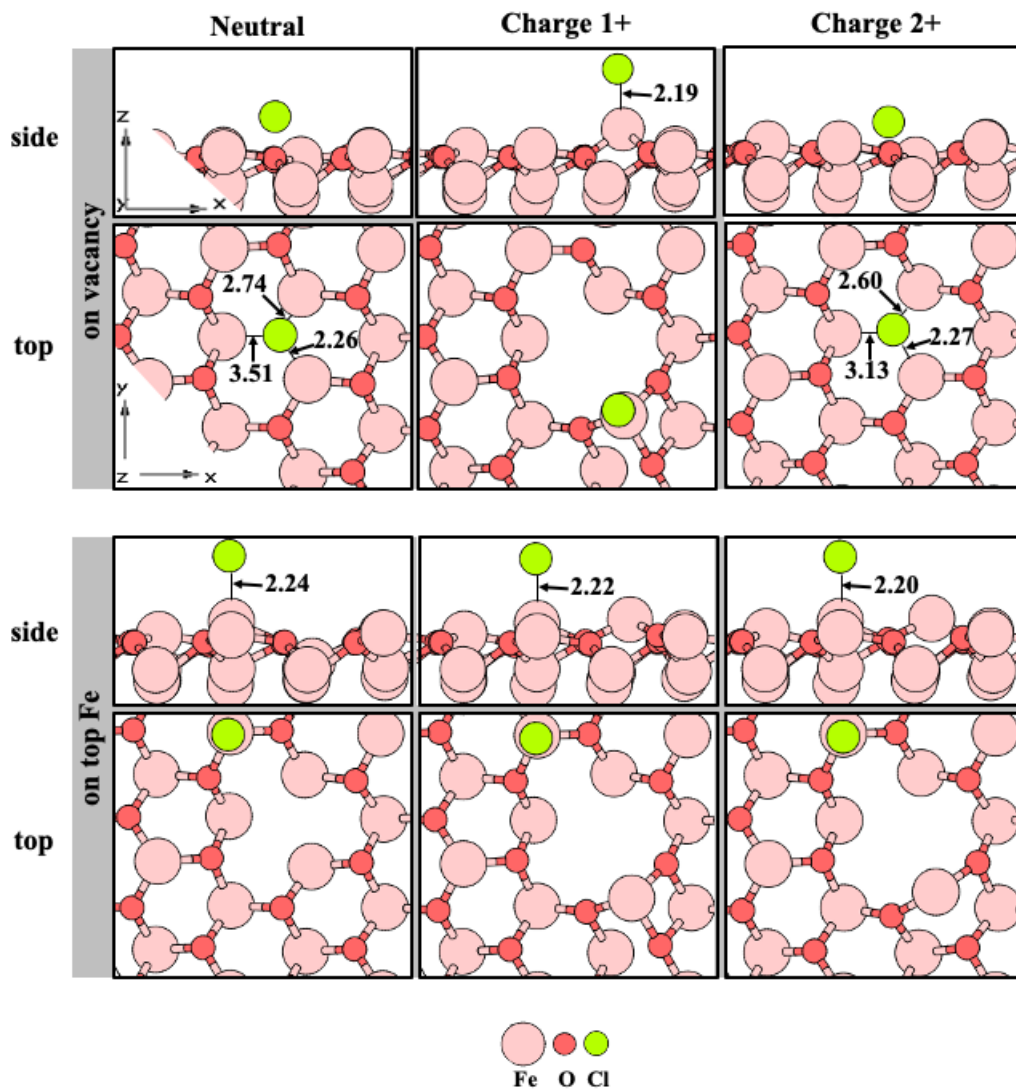 Neutral Charge 1+ Charge 2+
on vacancy
side
Z
Y X
2.19
top
2.74
2.26
3.51
Y
Z X
2.60
2.27
3.13
on top Fe
side
2.24
2.22
2.20
top
Fe O Cl